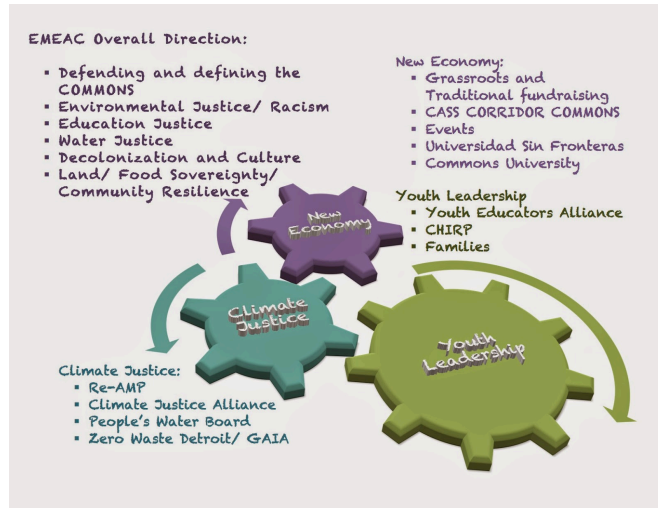 EMEAC Overall Direction:
▪ Defending and defining the
COMMONS
▪ Environmental Justice/ Racism
▪ Education Justice
▪ Water Justice
▪ Decolonization and Culture
▪ Land/ Food Sovereignty/
Community Resilience
New Economy:
▪ Grassroots and
Traditional fundraising
▪ CASS CORRIDOR COMMONS
▪ Events
▪ Universidad Sin Fronteras
▪ Commons University
Youth Leadership
▪ Youth Educators Alliance
▪ CHIRP
▪ Families
New
Economy
Climate
Justice
Youth
Leadership
Climate Justice:
▪ Re-AMP
▪ Climate Justice Alliance
▪ People's Water Board
▪ Zero Waste Detroit/ GAIA